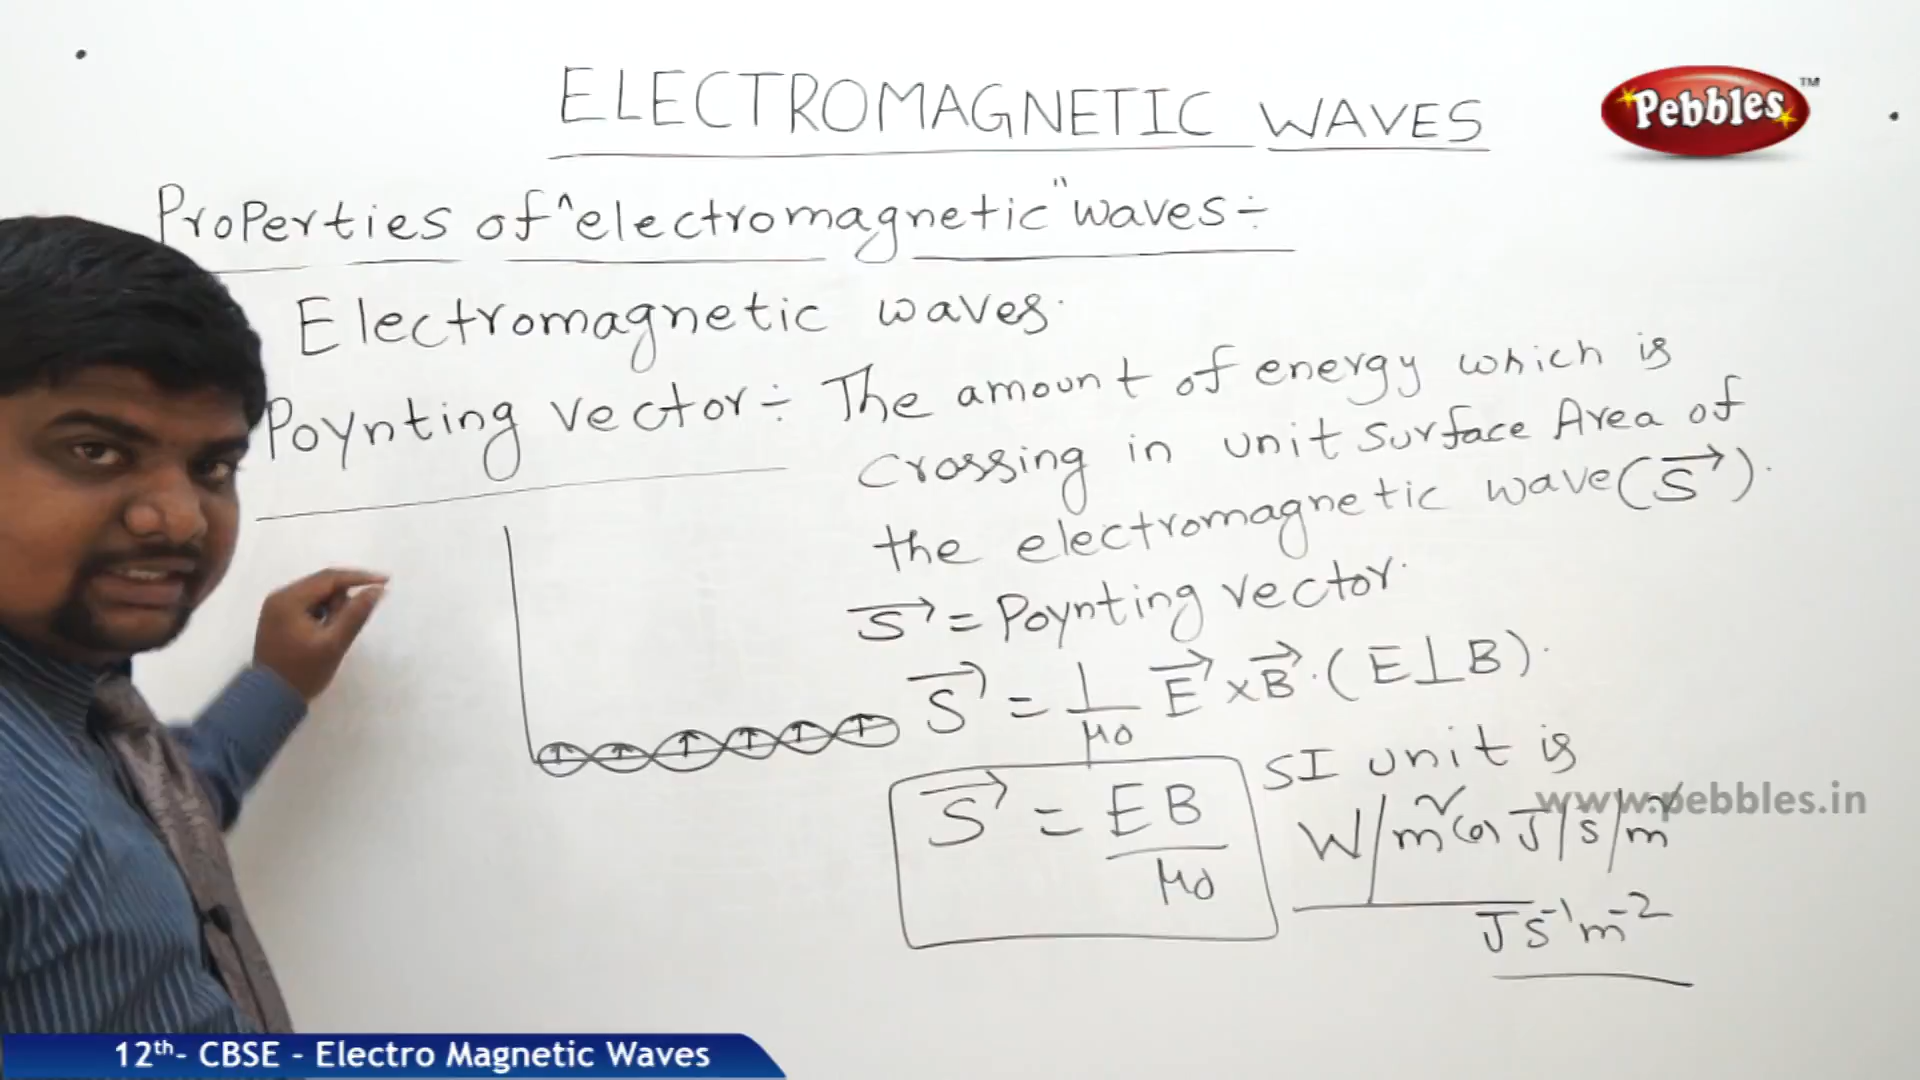 ELECTROMAGNETIC WAVES
Pebbles™
Properties of "electromagnetic" waves÷
Electromagnetic waves.
Poynting vector÷ The amount of energy which is
crossing in unit surface Area of
the electromagnetic wave (S→).
S→ = Poynting vector.
S→ = 1/μ0 E→ × B→. (E⊥B).
S→ = EB/μ0
SI unit is
www.pebbles.in
W/m² (or) J/s/m²
J s⁻¹ m⁻²
12th- CBSE - Electro Magnetic Waves